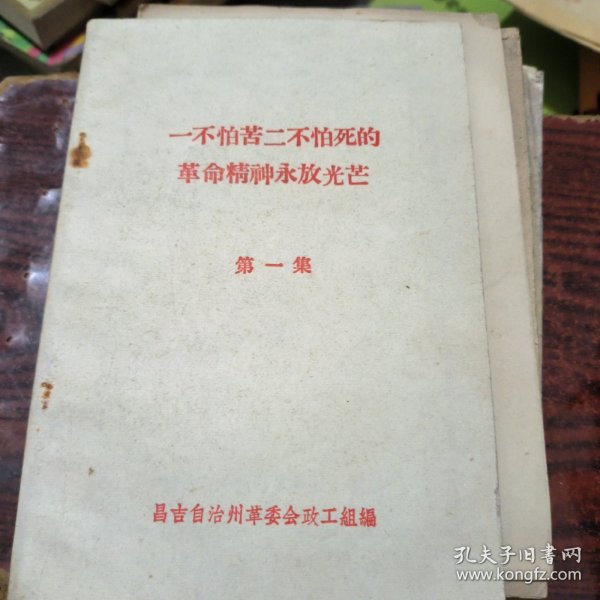 一不怕苦二不怕死的
革命精神永放光芒
第一集
昌吉自治州革委会政工組編
孔夫子旧书网
www.kongfz.com